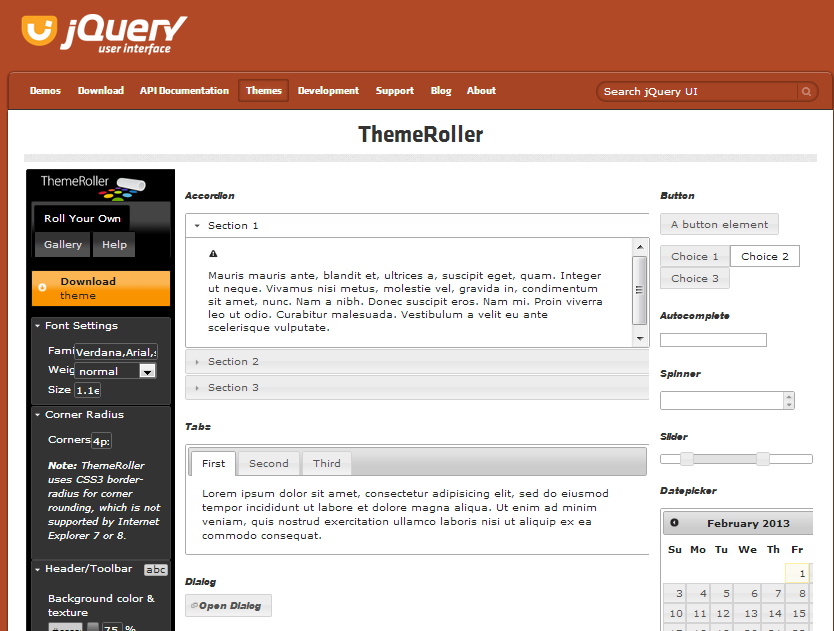 jQuery
user interface
Demos Download API Documentation Themes Development Support Blog About Search jQuery UI
ThemeRoller
ThemeRoller
Roll Your Own
Gallery Help
Download
theme
Font Settings
Verdana,Arial,
normal
Size 1.1e
Corner Radius
Corners 4p
Note: ThemeRoller
uses CSS3 border-
radius for corner
rounding, which is not
supported by Internet
Explorer 7 or 8.
Header/Toolbar abc
Background color &
texture
75 %
Accordion
Section 1
Mauris mauris ante, blandit et, ultrices a, suscipit eget, quam. Integer
ut neque. Vivamus nisi metus, molestie vel, gravida in, condimentum
sit amet, nunc. Nam a nibh. Donec suscipit eros. Nam mi. Proin viverra
leo ut odio. Curabitur malesuada. Vestibulum a velit eu ante
scelerisque vulputate.
Section 2
Section 3
Tabs
First Second Third
Lorem ipsum dolor sit amet, consectetur adipisicing elit, sed do eiusmod
tempor incididunt ut labore et dolore magna aliqua. Ut enim ad minim
veniam, quis nostrud exercitation ullamco laboris nisi ut aliquip ex ea
commodo consequat.
Dialog
Open Dialog
Button
A button element
Choice 1 Choice 2
Choice 3
Autocomplete
Spinner
Slider
Datepicker
February 2013
Su Mo Tu We Th Fr
1
3 4 5 6 7 8
10 11 12 13 14 15